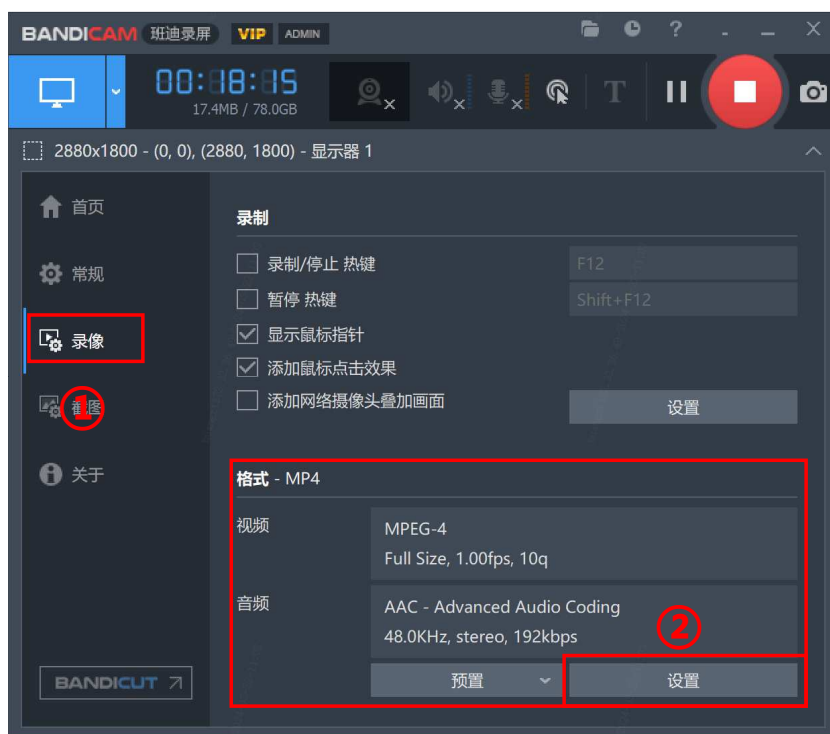 BANDICAM 班迪录屏 VIP ADMIN
00:18:15
17.4MB / 78.0GB
T
2880x1800 - (0, 0), (2880, 1800) - 显示器 1
首页
常规
录像
截图
①
关于
BANDICUT
录制
录制/停止 热键 F12
暂停 热键 Shift+F12
显示鼠标指针
添加鼠标点击效果
添加网络摄像头叠加画面 设置
格式 - MP4
视频 MPEG-4
Full Size, 1.00fps, 10q
音频 AAC - Advanced Audio Coding
48.0KHz, stereo, 192kbps
②
预置 设置